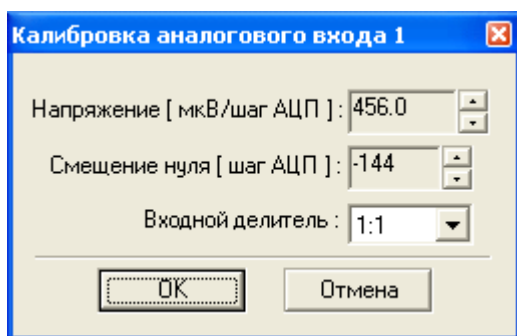 Калибровка аналогового входа 1
Напряжение [ мкВ/шаг АЦП ] : 456.0
Смещение нуля [ шаг АЦП ] : -144
Входной делитель : 1:1
OK Отмена